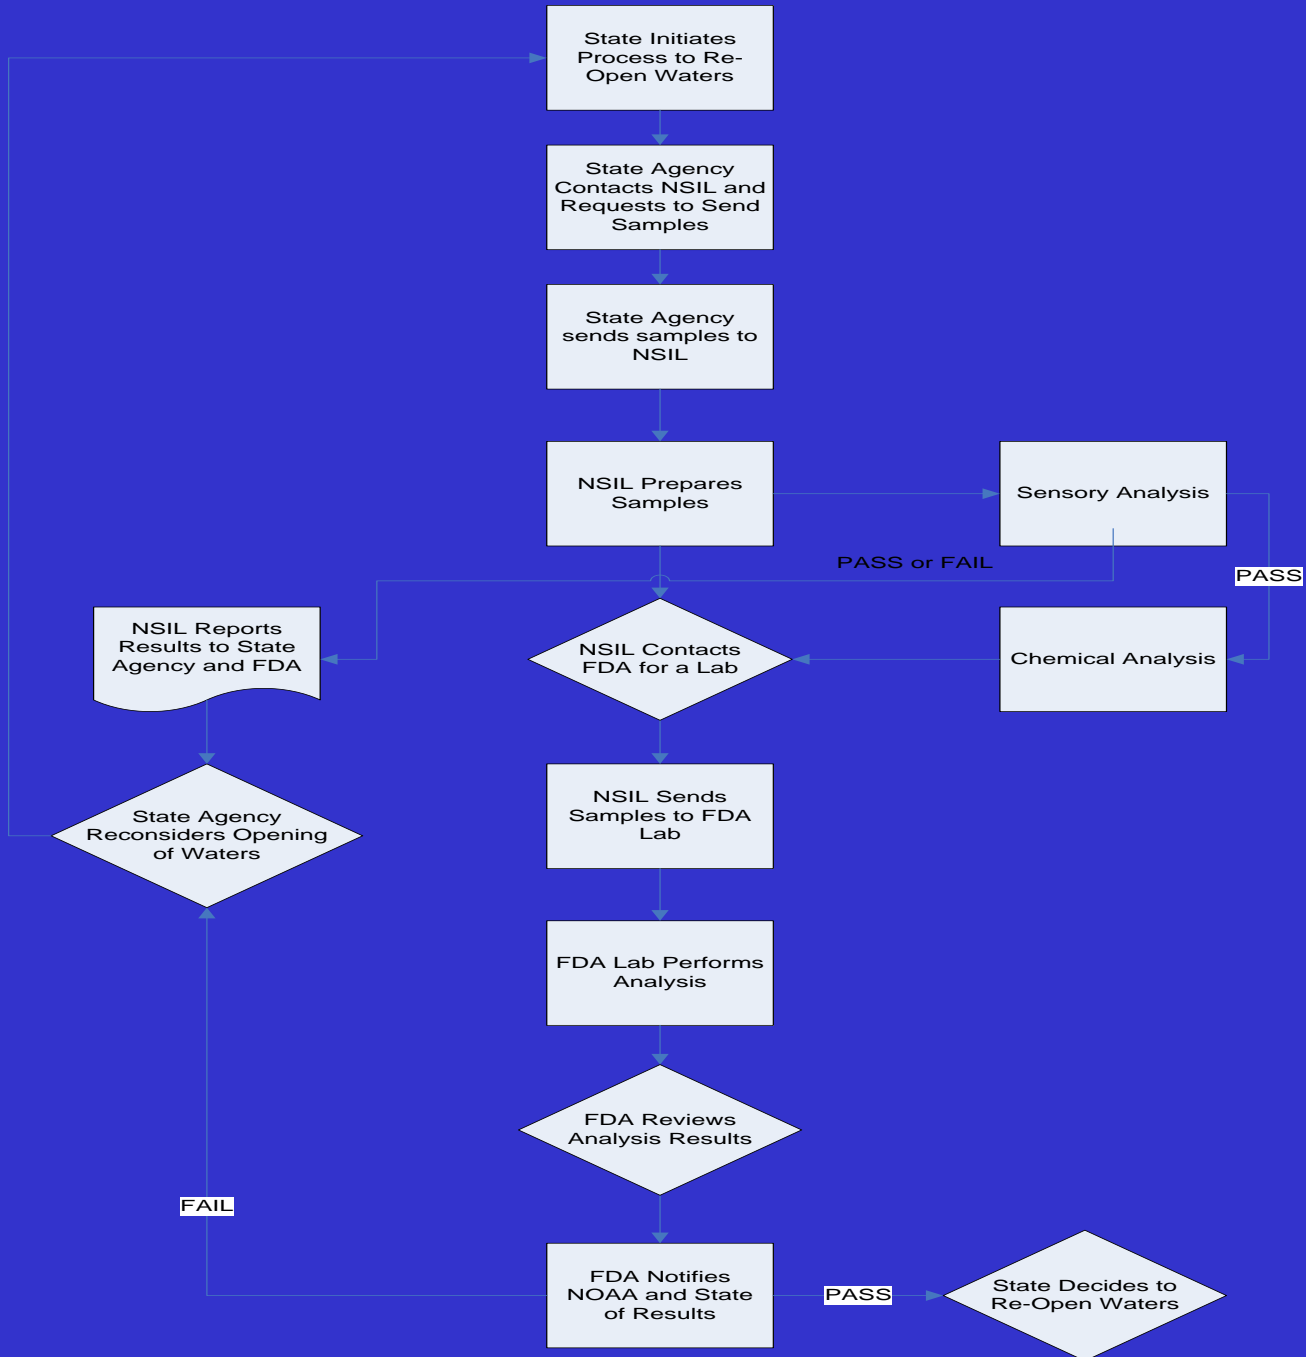 State Initiates
Process to Re-
Open Waters
State Agency
Contacts NSIL and
Requests to Send
Samples
State Agency
sends samples to
NSIL
NSIL Prepares
Samples
Sensory Analysis
PASS or FAIL
PASS
NSIL Reports
Results to State
Agency and FDA
NSIL Contacts
FDA for a Lab
Chemical Analysis
State Agency
Reconsiders Opening
of Waters
NSIL Sends
Samples to FDA
Lab
FDA Lab Performs
Analysis
FDA Reviews
Analysis Results
FAIL
FDA Notifies
NOAA and State
of Results
PASS
State Decides to
Re-Open Waters